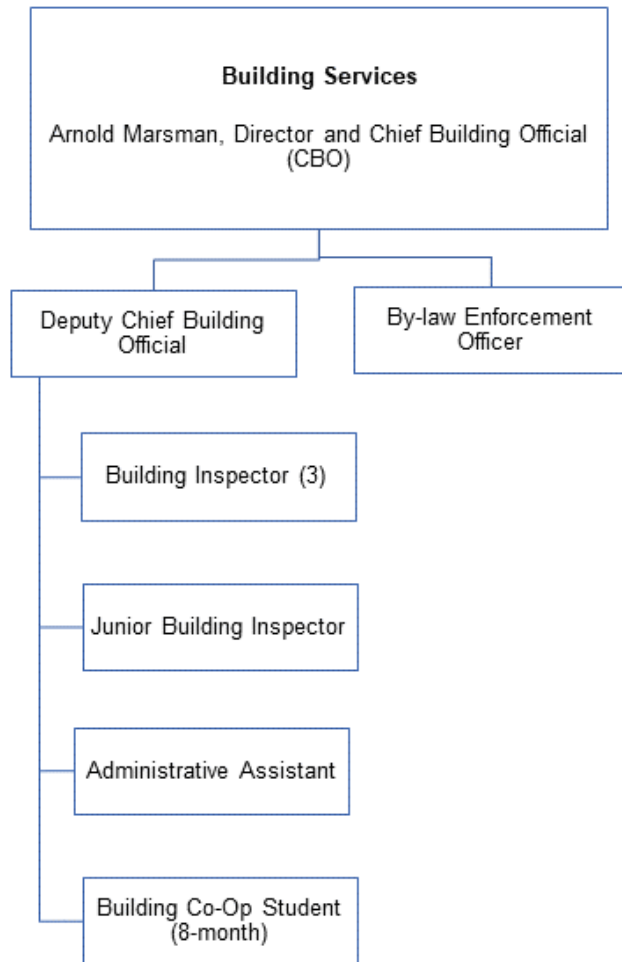 Building Services
Arnold Marsman, Director and Chief Building Official
(CBO)
Deputy Chief Building
Official
By-law Enforcement
Officer
Building Inspector (3)
Junior Building Inspector
Administrative Assistant
Building Co-Op Student
(8-month)